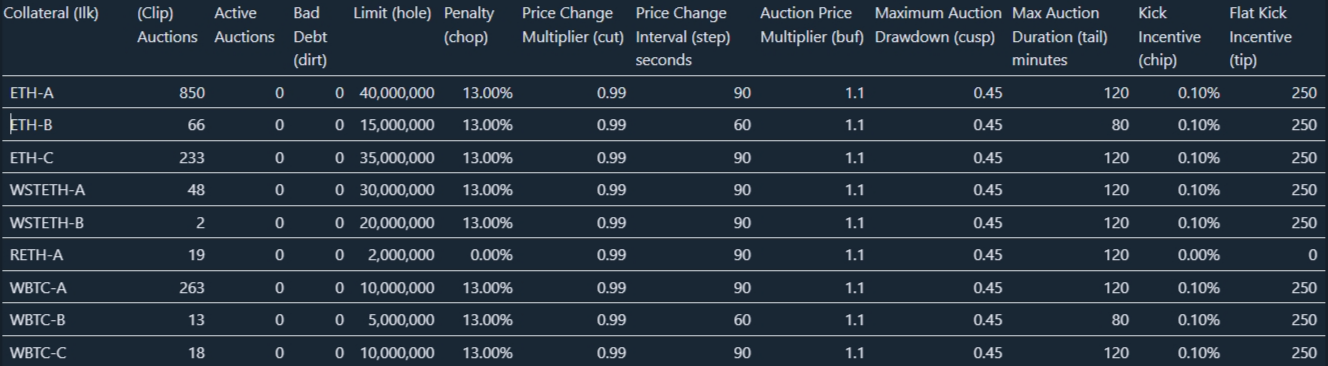 Collateral (Ilk) (Clip) Active Bad Limit (hole) Penalty Price Change Price Change Auction Price Maximum Auction Max Auction Kick Flat Kick
Auctions Auctions Debt (chop) Multiplier (cut) Interval (step) Multiplier (buf) Drawdown (cusp) Duration (tail) Incentive Incentive
(dirt) seconds minutes (chip) (tip)
ETH-A 850 0 0 40,000,000 13.00% 0.99 90 1.1 0.45 120 0.10% 250
ETH-B 66 0 0 15,000,000 13.00% 0.99 60 1.1 0.45 80 0.10% 250
ETH-C 233 0 0 35,000,000 13.00% 0.99 90 1.1 0.45 120 0.10% 250
WSTETH-A 48 0 0 30,000,000 13.00% 0.99 90 1.1 0.45 120 0.10% 250
WSTETH-B 2 0 0 20,000,000 13.00% 0.99 90 1.1 0.45 120 0.10% 250
RETH-A 19 0 0 2,000,000 0.00% 0.99 90 1.1 0.45 120 0.00% 0
WBTC-A 263 0 0 10,000,000 13.00% 0.99 90 1.1 0.45 120 0.10% 250
WBTC-B 13 0 0 5,000,000 13.00% 0.99 60 1.1 0.45 80 0.10% 250
WBTC-C 18 0 0 10,000,000 13.00% 0.99 90 1.1 0.45 120 0.10% 250